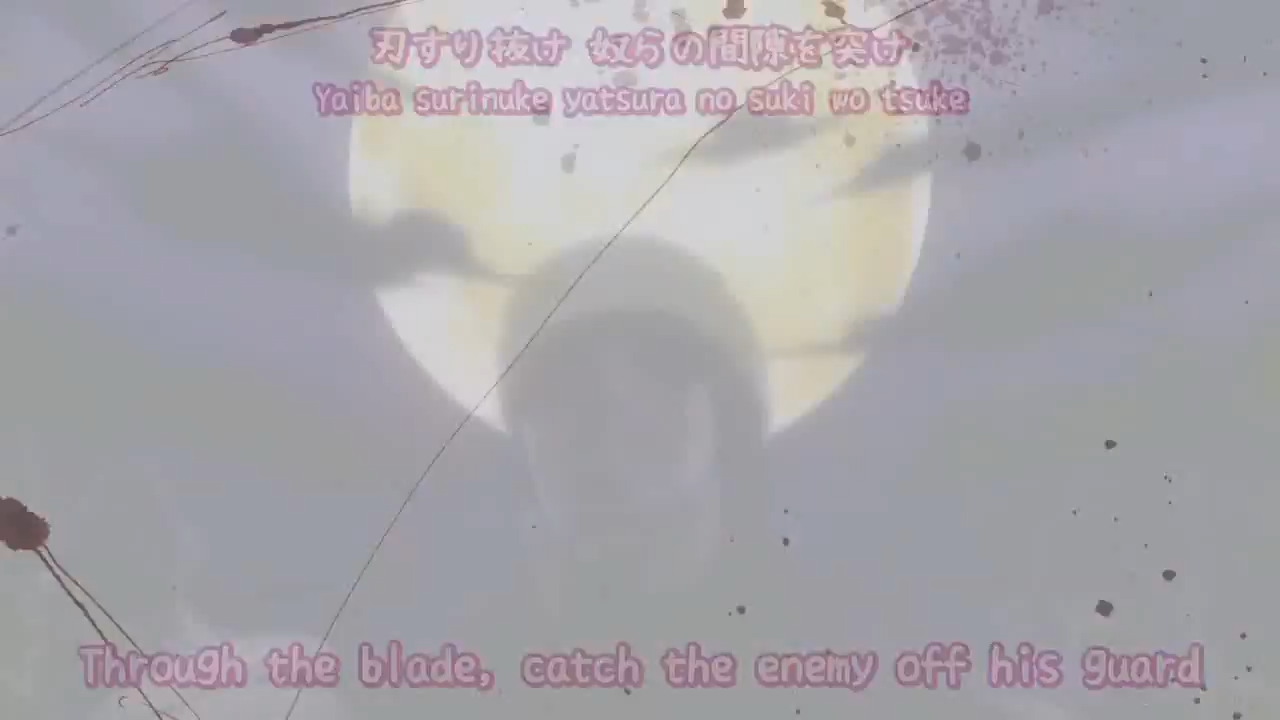 刃すり抜け 奴らの間隙を突け
Yaiba surinuke yatsura no suki wo tsuke
Through the blade, catch the enemy off his guard